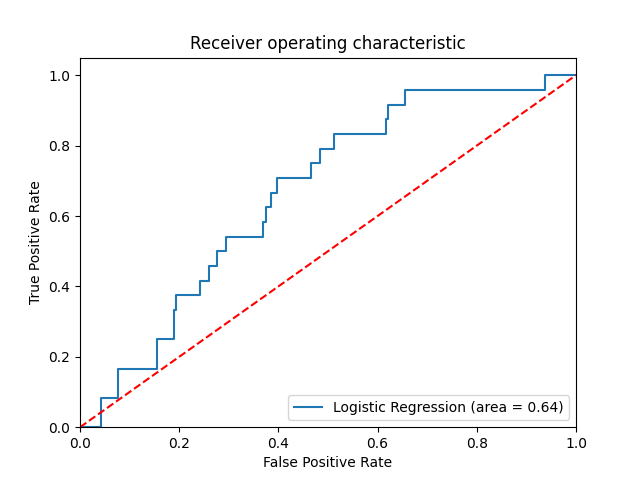 Receiver operating characteristic
True Positive Rate
1.0
0.8
0.6
0.4
0.2
0.0
Logistic Regression (area = 0.64)
0.0 0.2 0.4 0.6 0.8 1.0
False Positive Rate